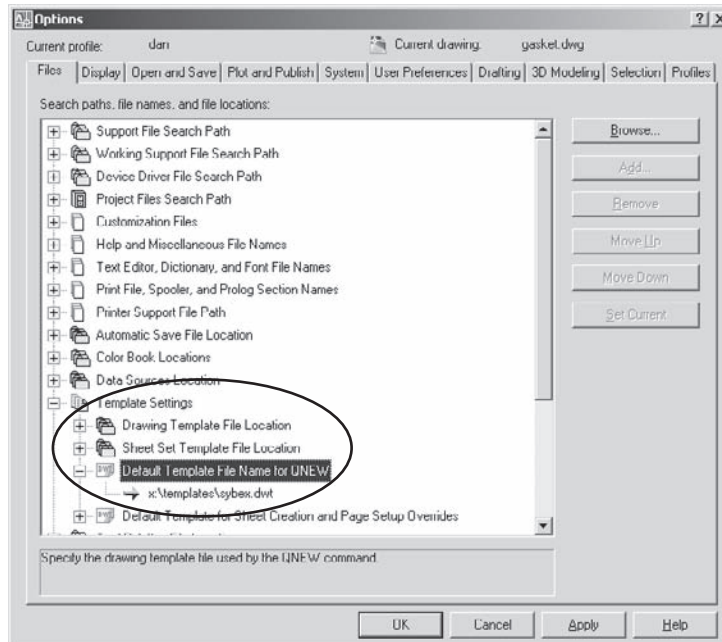 Options
Current profile: dan Current drawing: gasket.dwg
Files Display Open and Save Plot and Publish System User Preferences Drafting 3D Modeling Selection Profiles
Search paths, file names, and file locations:
Support File Search Path
Working Support File Search Path
Device Driver File Search Path
Project Files Search Path
Customization Files
Help and Miscellaneous File Names
Text Editor, Dictionary, and Font File Names
Print File, Spooler, and Prolog Section Names
Printer Support File Path
Automatic Save File Location
Color Book Locations
Data Sources Location
Template Settings
Drawing Template File Location
Sheet Set Template File Location
Default Template File Name for QNEW
x:\templates\sybex.dwt
Default Template for Sheet Creation and Page Setup Overrides
Browse...
Add...
Remove
Move Up
Move Down
Set Current
Specify the drawing template file used by the QNEW command.
OK Cancel Apply Help